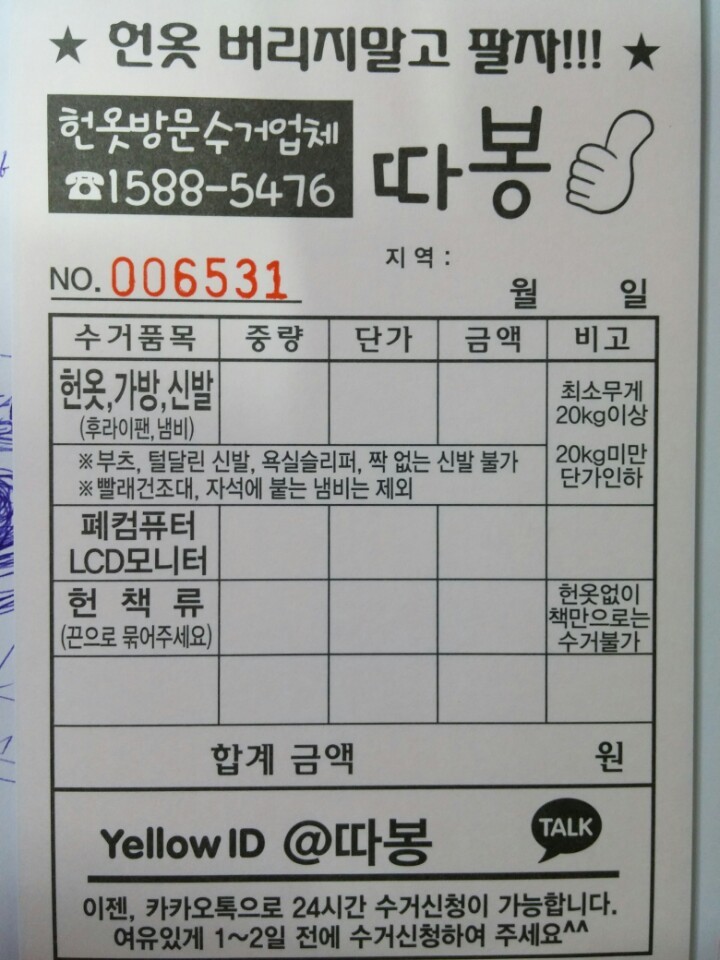 ★ 헌옷 버리지말고 팔자!!! ★
헌옷방문수거업체
☎1588-5476
따봉
지역 :
NO. 006531
월 일
수거품목 중량 단가 금액 비고
헌옷,가방,신발
(후라이팬,냄비)
최소무게
20kg이상
20kg미만
단가인하
※부츠, 털달린 신발, 욕실슬리퍼, 짝 없는 신발 불가
※빨래건조대, 자석에 붙는 냄비는 제외
폐컴퓨터
LCD모니터
헌 책 류
(끈으로 묶어주세요)
헌옷없이
책만으로는
수거불가
합계 금액 원
Yellow ID @따봉
TALK
이젠, 카카오톡으로 24시간 수거신청이 가능합니다.
여유있게 1~2일 전에 수거신청하여 주세요^^